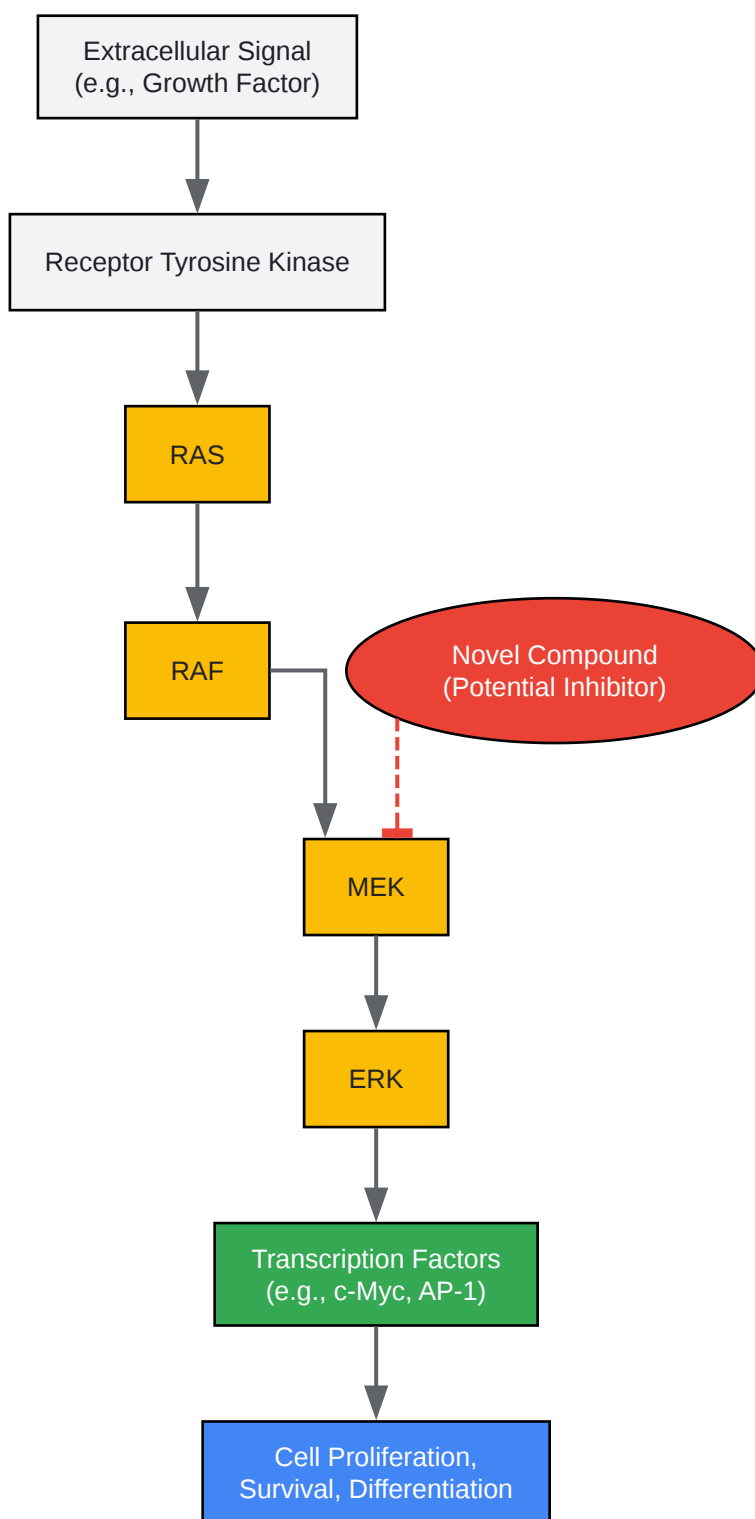 Extracellular Signal
(e.g., Growth Factor)
Receptor Tyrosine Kinase
RAS
RAF
Novel Compound
(Potential Inhibitor)
MEK
ERK
Transcription Factors
(e.g., c-Myc, AP-1)
Cell Proliferation,
Survival, Differentiation